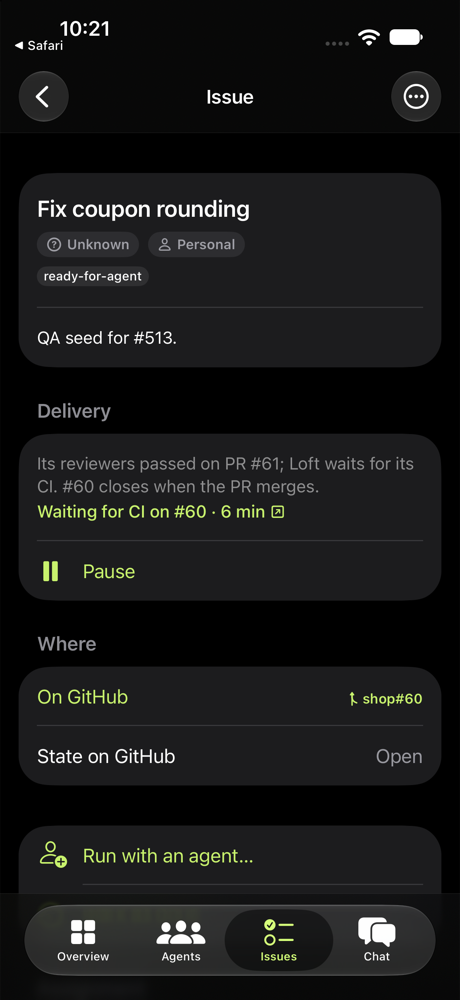 10:21
Safari
Issue
Fix coupon rounding
Unknown
Personal
ready-for-agent
QA seed for #513.
Delivery
Its reviewers passed on PR #61; Loft waits for its
CI. #60 closes when the PR merges.
Waiting for CI on #60 · 6 min
Pause
Where
On GitHub
shop#60
State on GitHub
Open
Run with an agent...
Overview
Agents
Issues
Chat